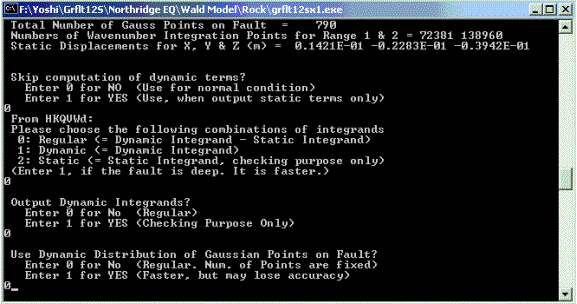 F:\Yoshi\Grflt12S\Northridge EQ\Wald Model\Rock\grflt12sx1.exe
Total Number of Gauss Points on Fault = 790
Numbers of Wavenumber Integration Points for Range 1 & 2 = 72381 138960
Static Displacements for X, Y & Z (m) = 0.1421E-01 -0.2283E-01 -0.3942E-01
Skip computation of dynamic terms?
Enter 0 for NO (Use for normal condition)
Enter 1 for YES (Use, when output static terms only)
0
From HKQUWd:
Please choose the following combinations of integrands
0: Regular (= Dynamic Integrand - Static Integrand)
1: Dynamic (= Dynamic Integrand)
2: Static (= Static Integrand, checking purpose only)
(Enter 1, if the fault is deep. It is faster.)
0
Output Dynamic Integrands?
Enter 0 for No (Regular)
Enter 1 for YES (Checking Purpose Only)
0
Use Dynamic Distribution of Gaussian Points on Fault?
Enter 0 for No (Regular. Num. of Points are fixed)
Enter 1 for YES (Faster, but may lose accuracy)
0_